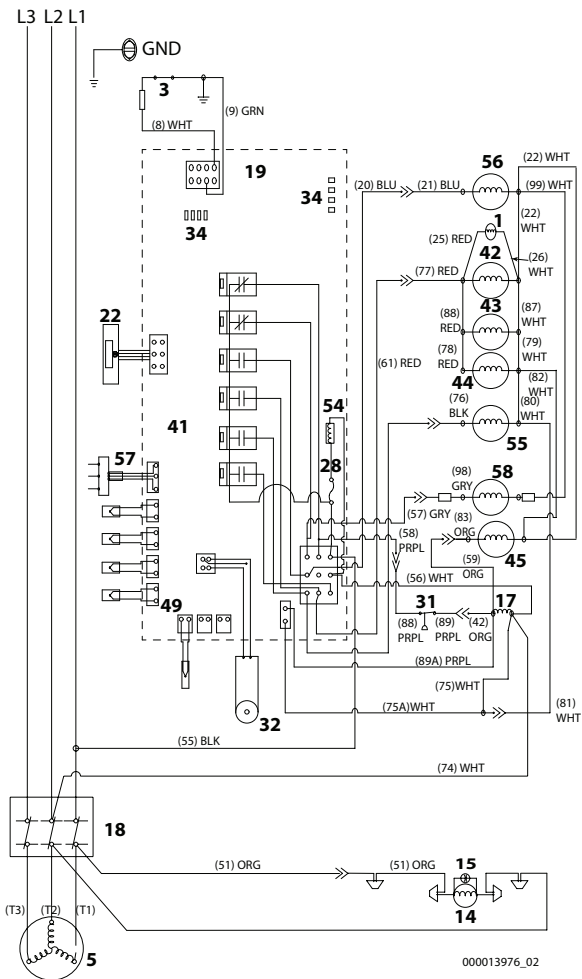 L3 L2 L1
GND
3
(9) GRN
(8) WHT
19
34
34
(20) BLU
(21) BLU
56
(22) WHT
(99) WHT
(22) WHT
1
(25) RED
(26) WHT
42
(77) RED
43
(87) WHT
(88) RED
(79) WHT
(78) RED
(61) RED
44
(82) WHT
22
(76) BLK
(80) WHT
54
55
41
57
28
58
(98) GRY
(57) GRY
(83) ORG
(58) PRPL
45
(59) ORG
(56) WHT
49
31
17
(88) PRPL
(89) PRPL
(42) ORG
(89A) PRPL
(75)WHT
32
(75A)WHT
(81) WHT
(55) BLK
(74) WHT
18
(51) ORG
(51) ORG
15
14
(T3) (T2) (T1)
5
000013976_02